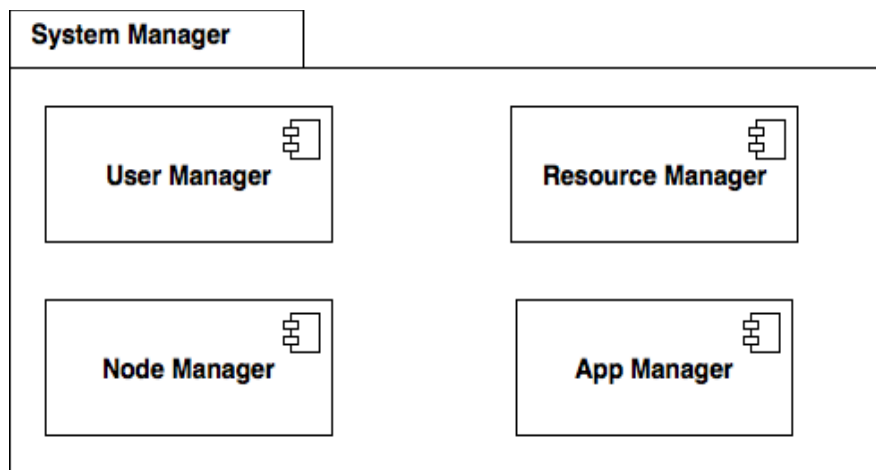 System Manager
User Manager
Resource Manager
Node Manager
App Manager